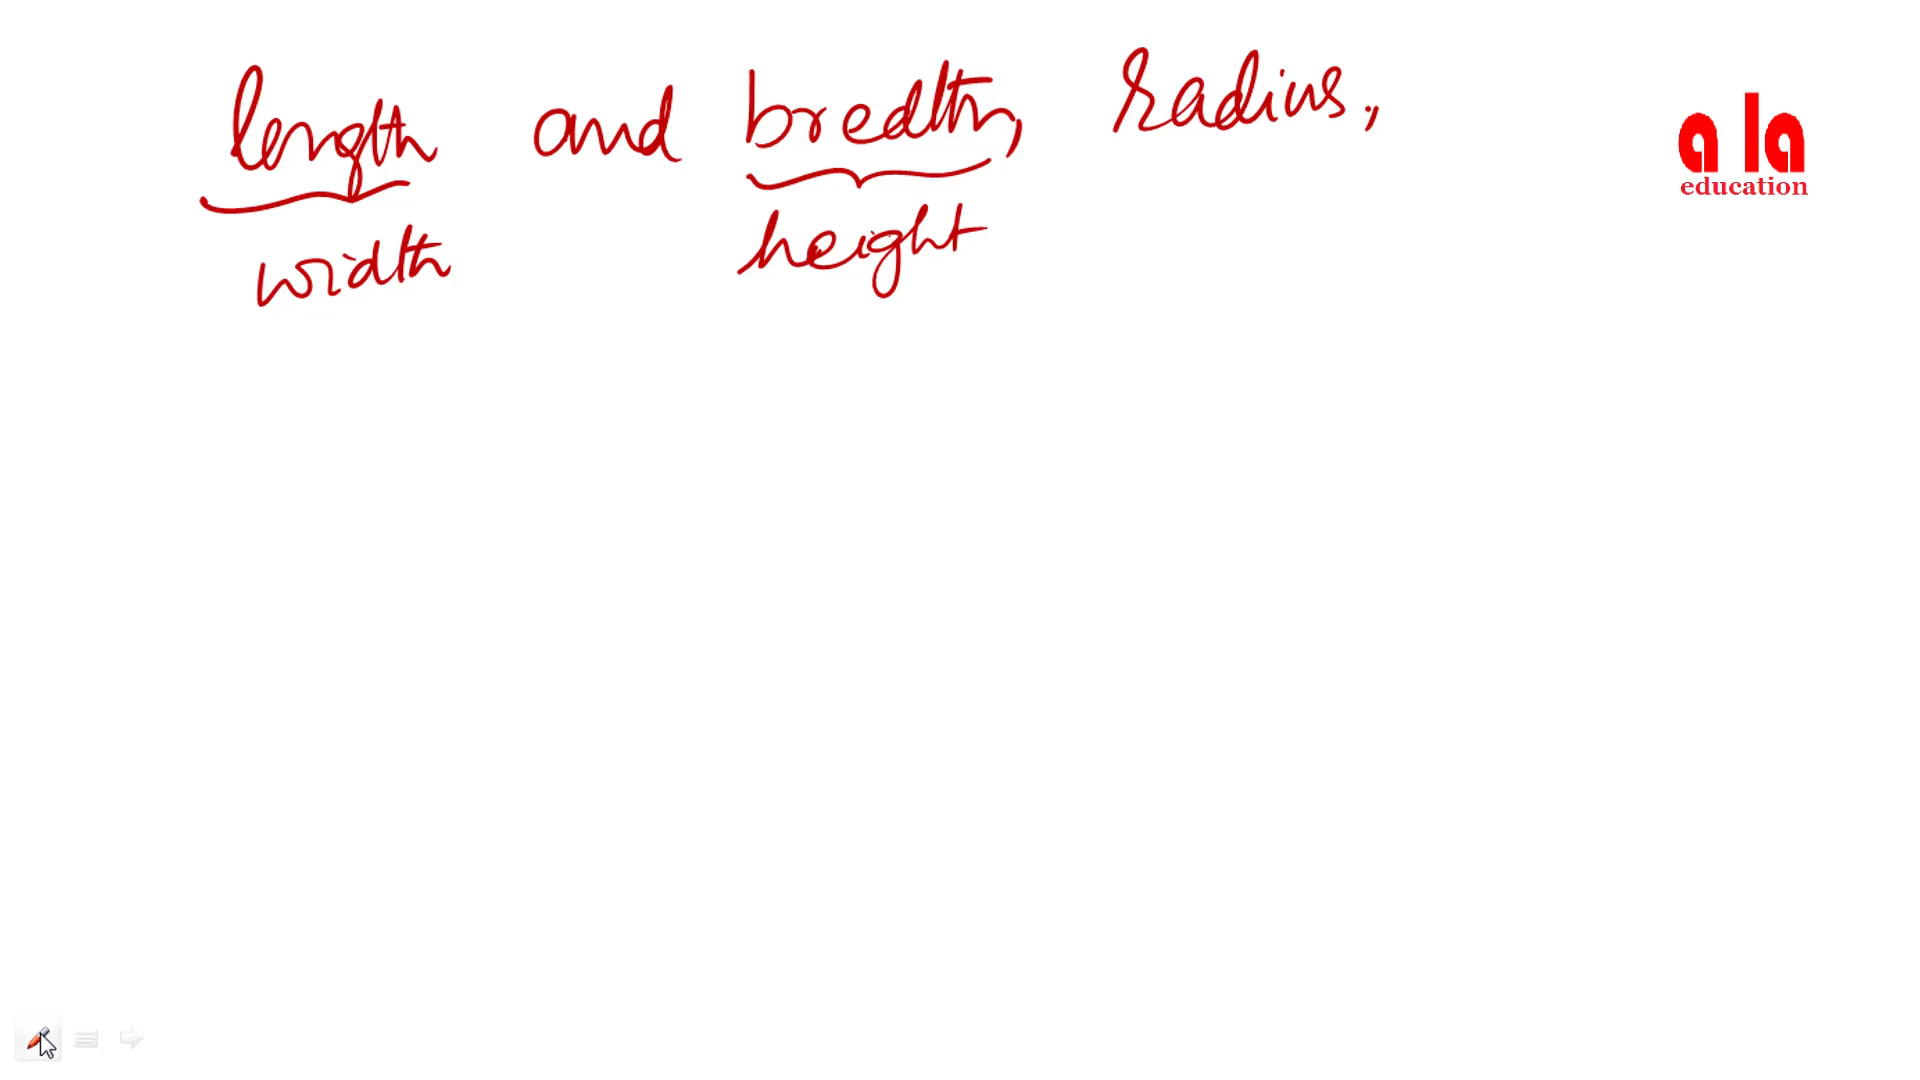 length and bredth, radius,
width height
a la
education